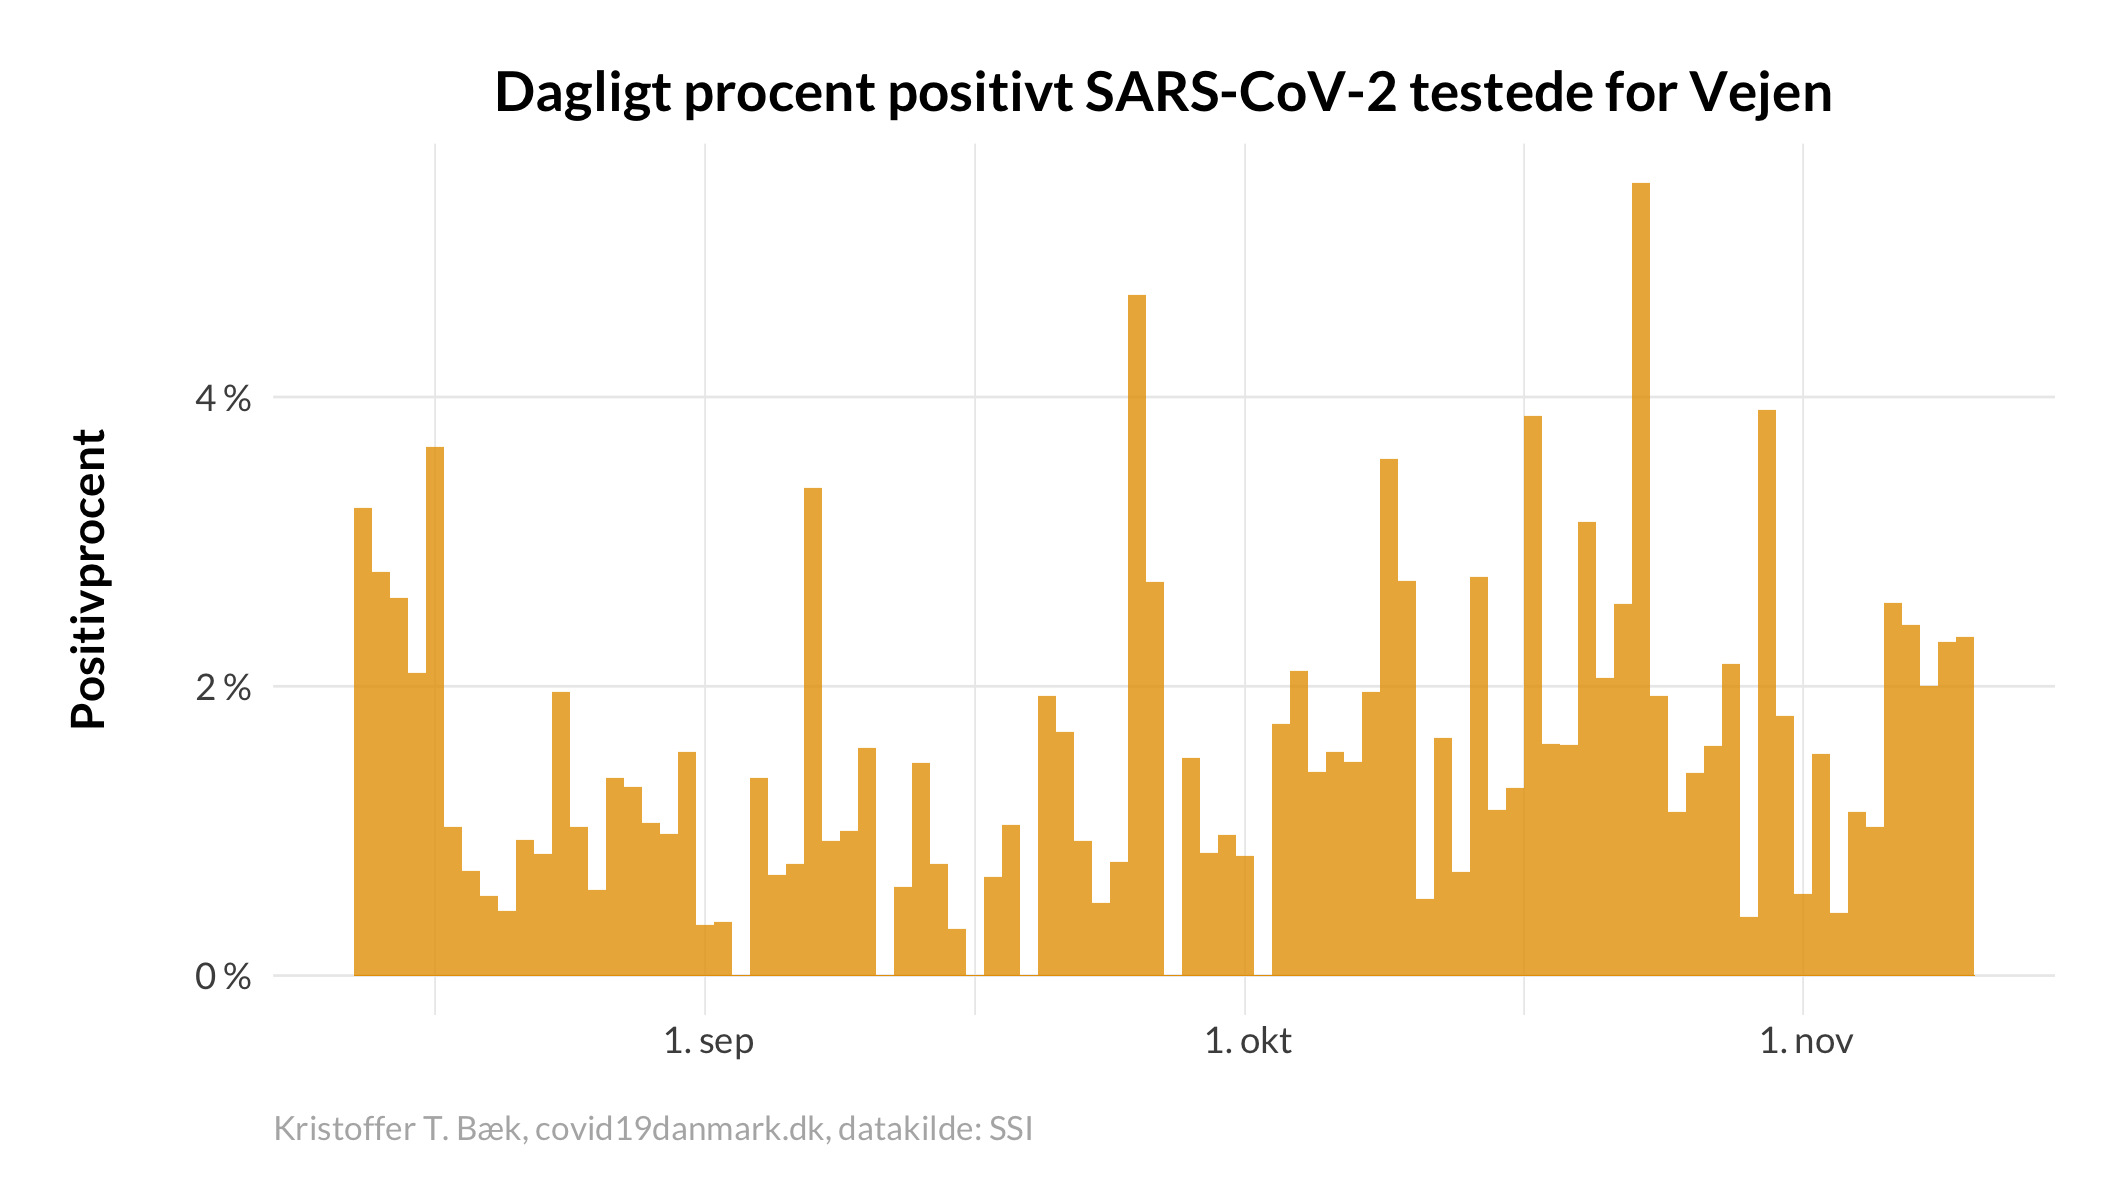 Dagligt procent positivt SARS-CoV-2 testede for Vejen
Positivprocent
4 %
2 %
0 %
1. sep
1. okt
1. nov
Kristoffer T. Bæk, covid19danmark.dk, datakilde: SSI